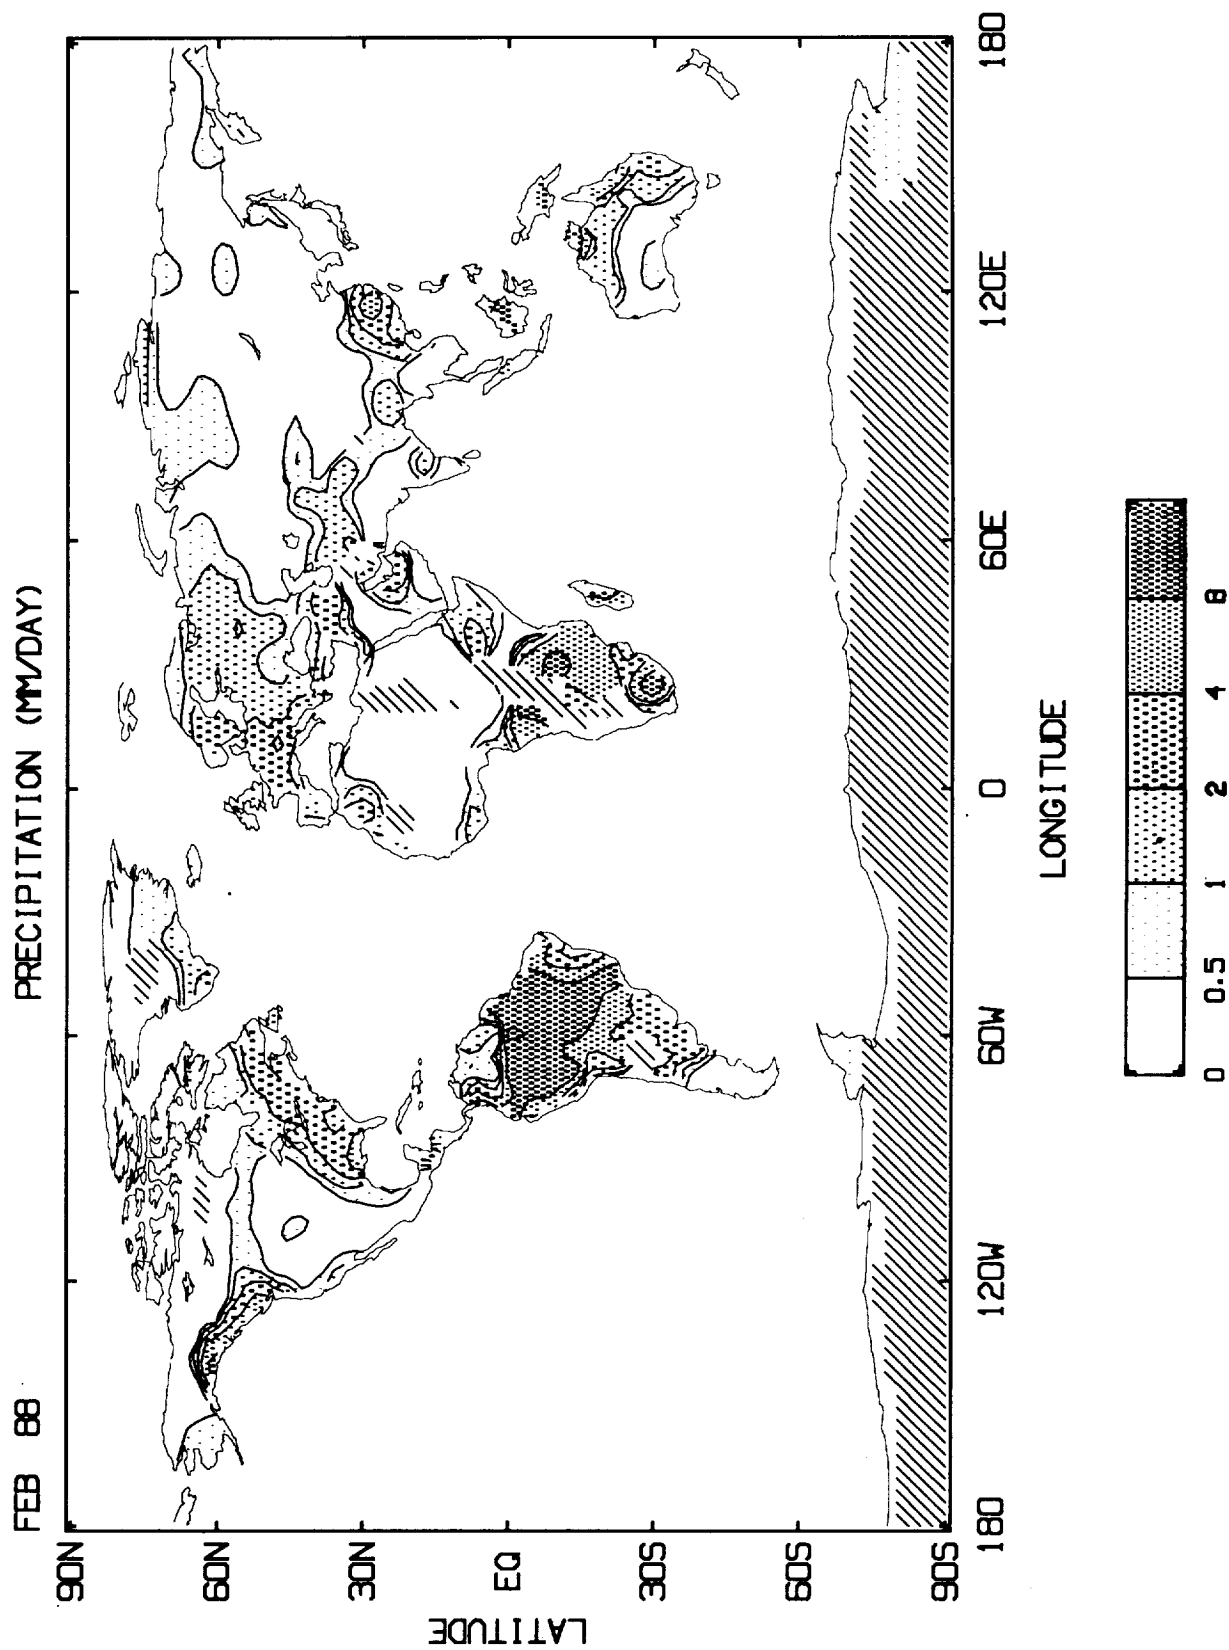 FEB 88 PRECIPITATION (MM/DAY)
90N
60N
30N
EQ
30S
60S
90S
LATITUDE
180 120W 60W 0 60E 120E 180
LONGITUDE
0 0.5 1 2 4 8